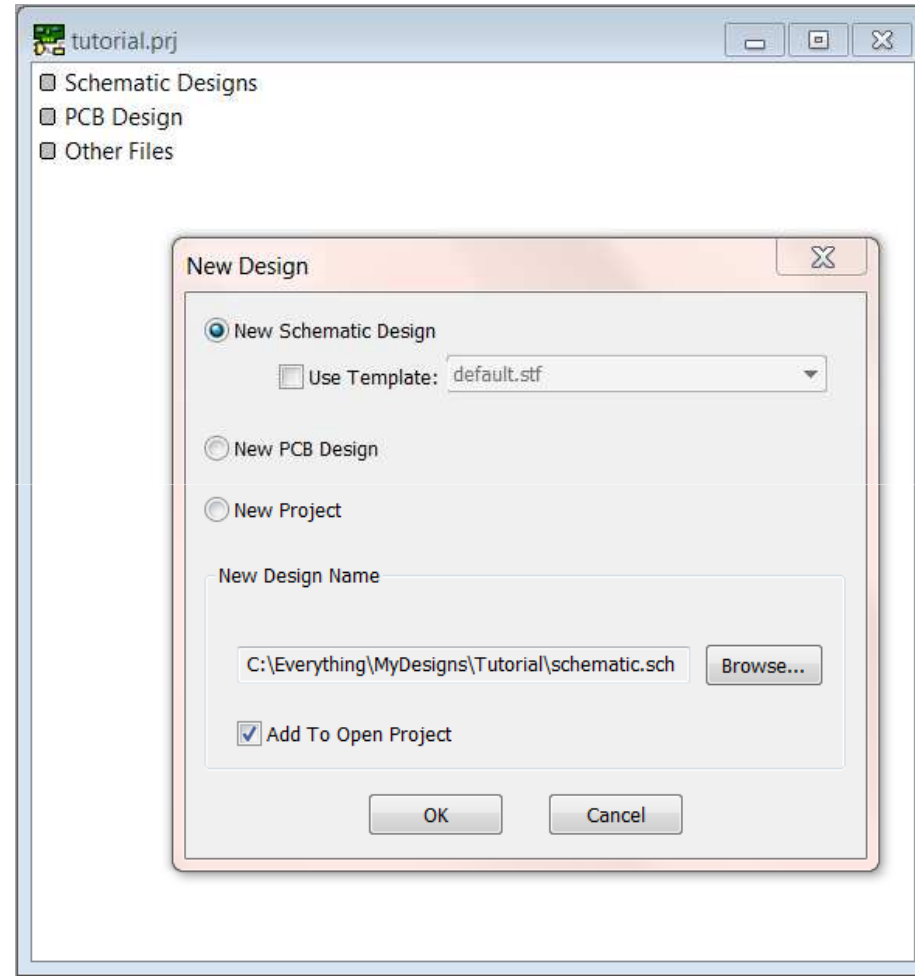 tutorial.prj
Schematic Designs
PCB Design
Other Files
New Design
New Schematic Design
Use Template: default.stf
New PCB Design
New Project
New Design Name
C:\Everything\MyDesigns\Tutorial\schematic.sch Browse...
Add To Open Project
OK Cancel